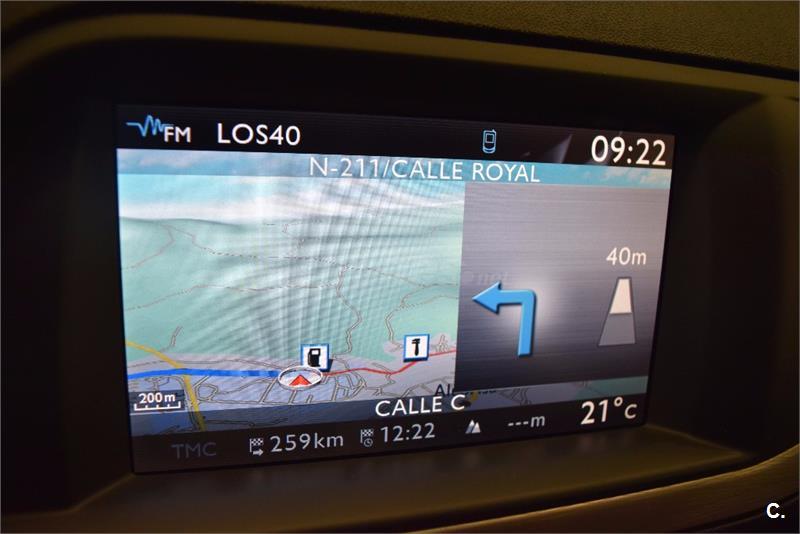 FM LOS40 09:22
N-211/CALLE ROYAL
40m
200m
CALLE C
21°C
TMC 259km 12:22 ---m
C.